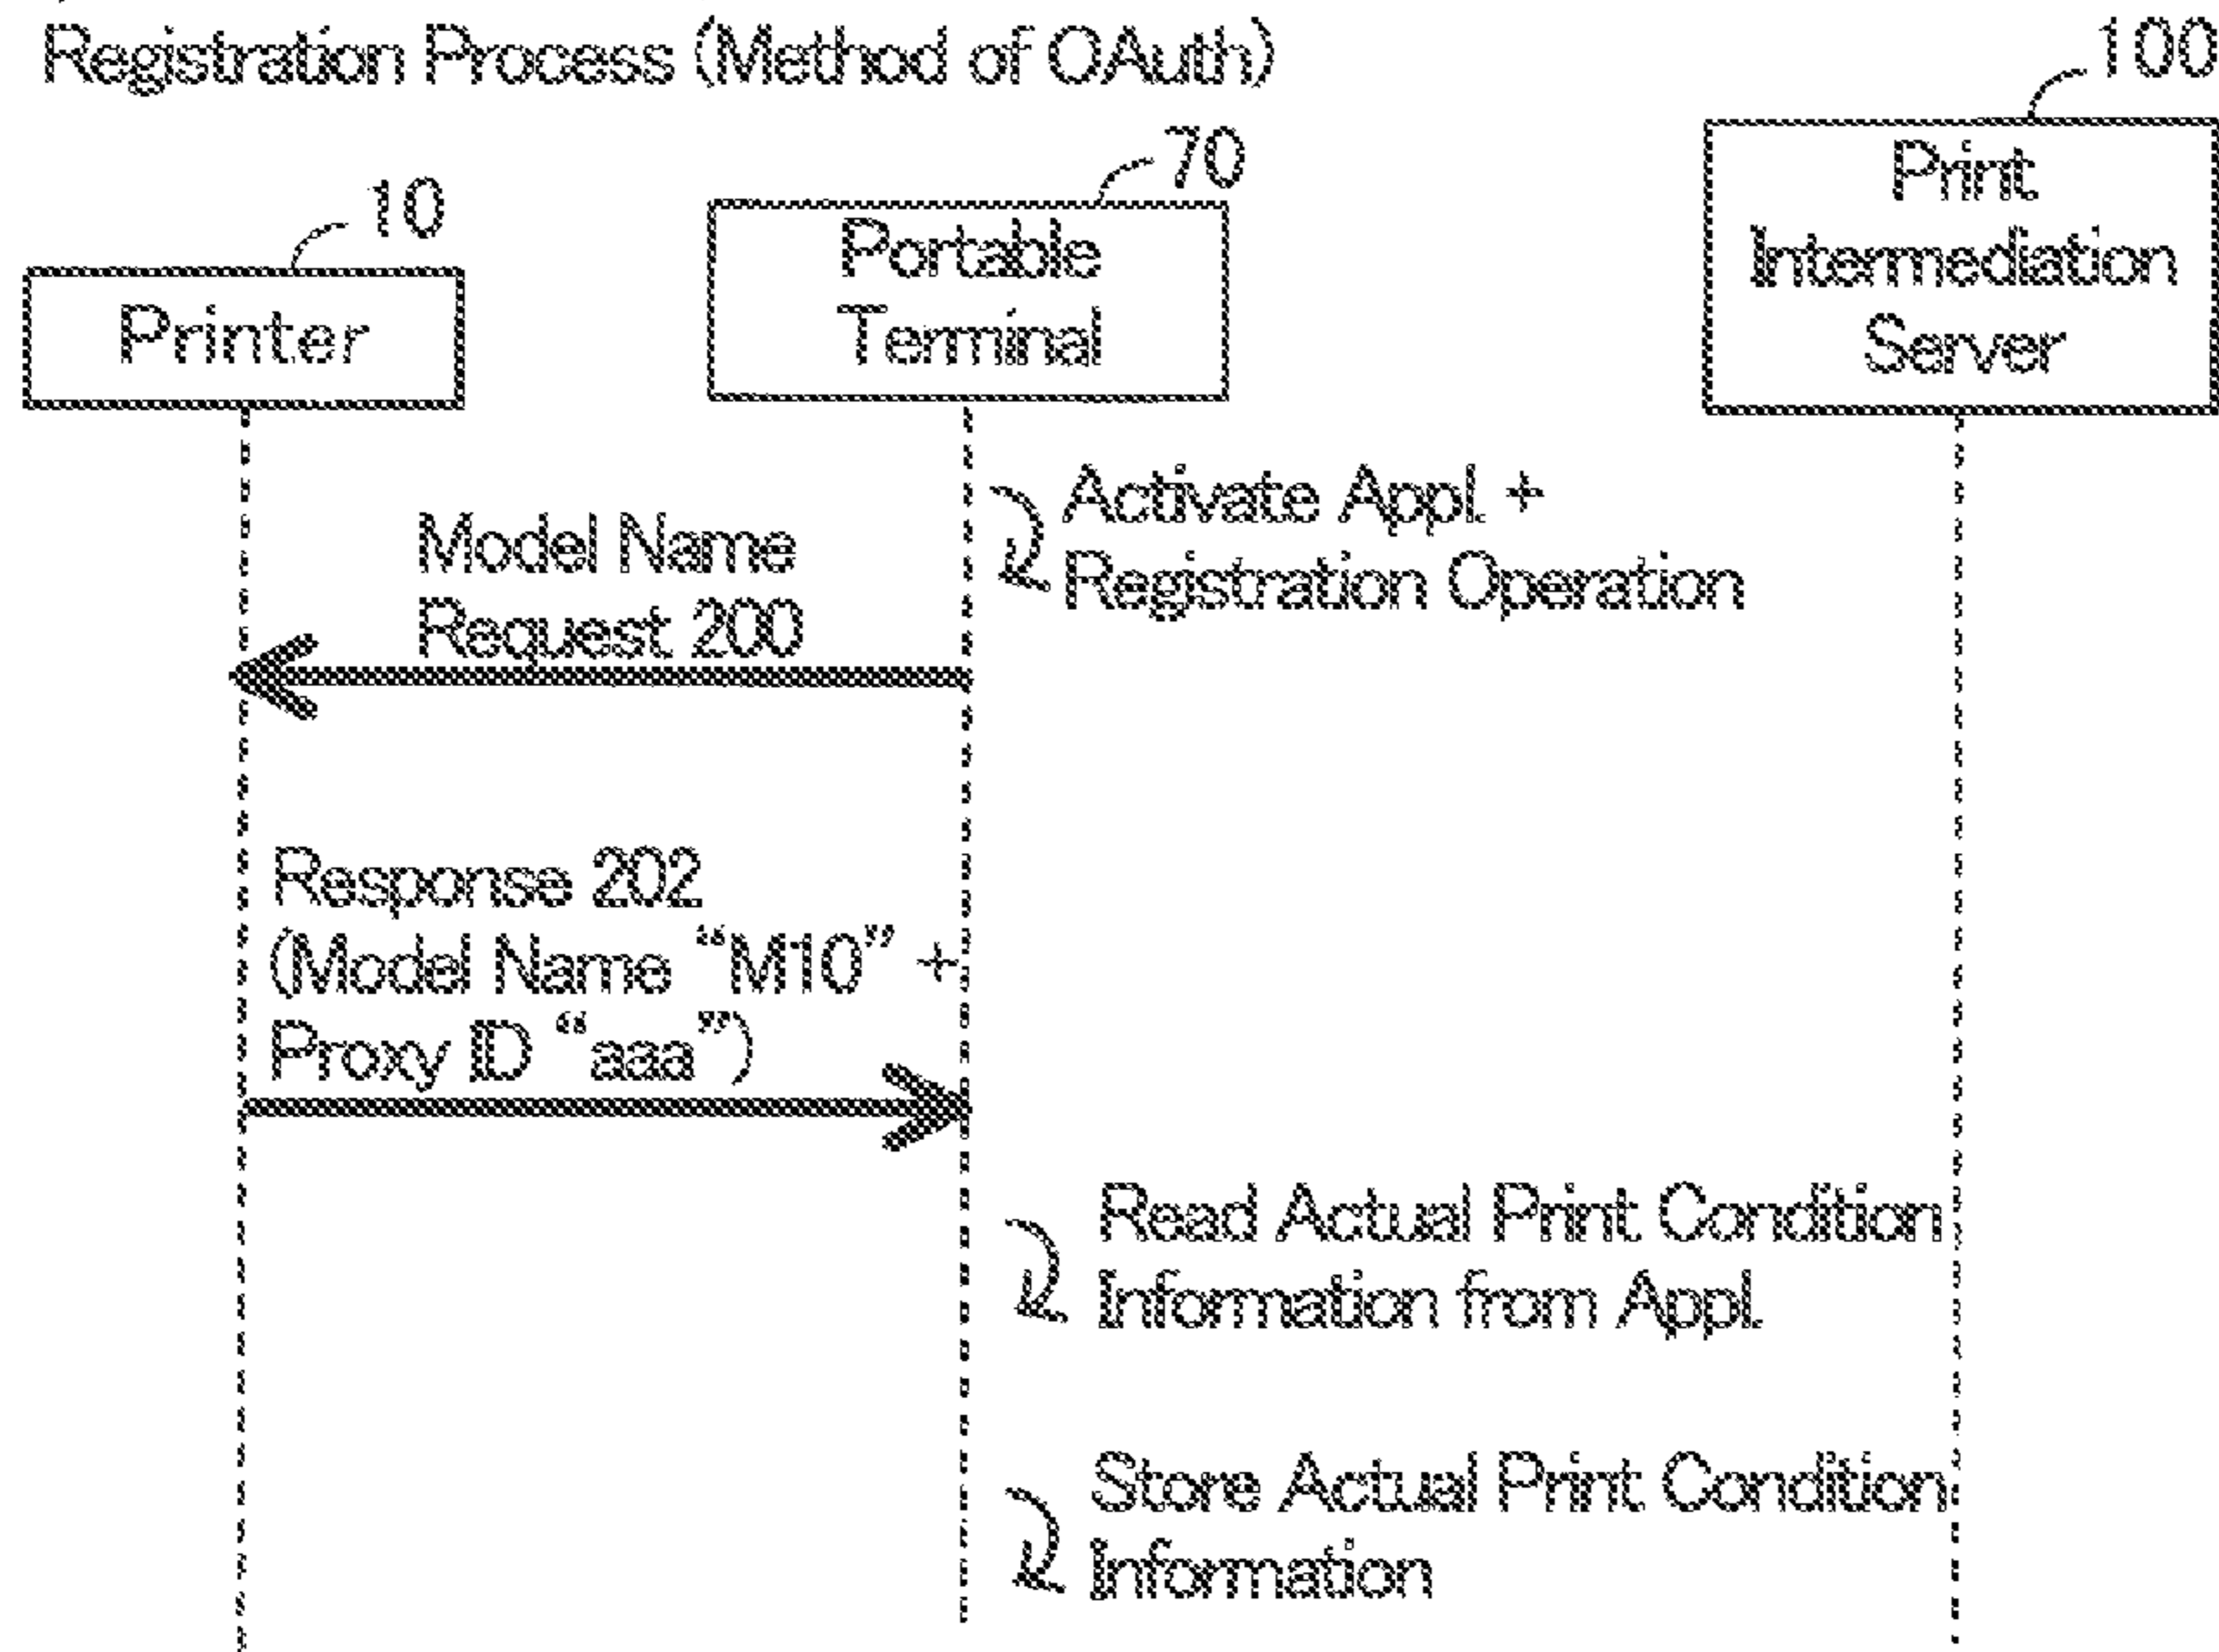 Registration Process (Method of OAuth)
100
70
10
Print
Intermediation
Server
Portable
Terminal
Printer
Activate Appl. +
Registration Operation
Model Name
Request 200
Response 202
(Model Name “M10” +
Proxy ID “aaa”)
Read Actual Print Condition
Information from Appl.
Store Actual Print Condition
Information